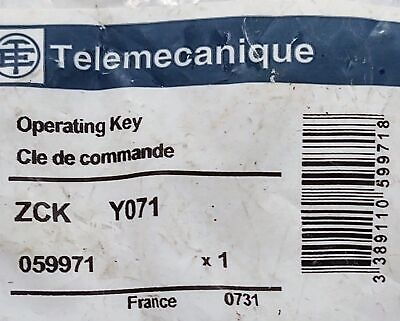 Telemecanique
Operating Key
Cle de commande
ZCK Y071
059971 x 1
France 0731
3 389110 599718